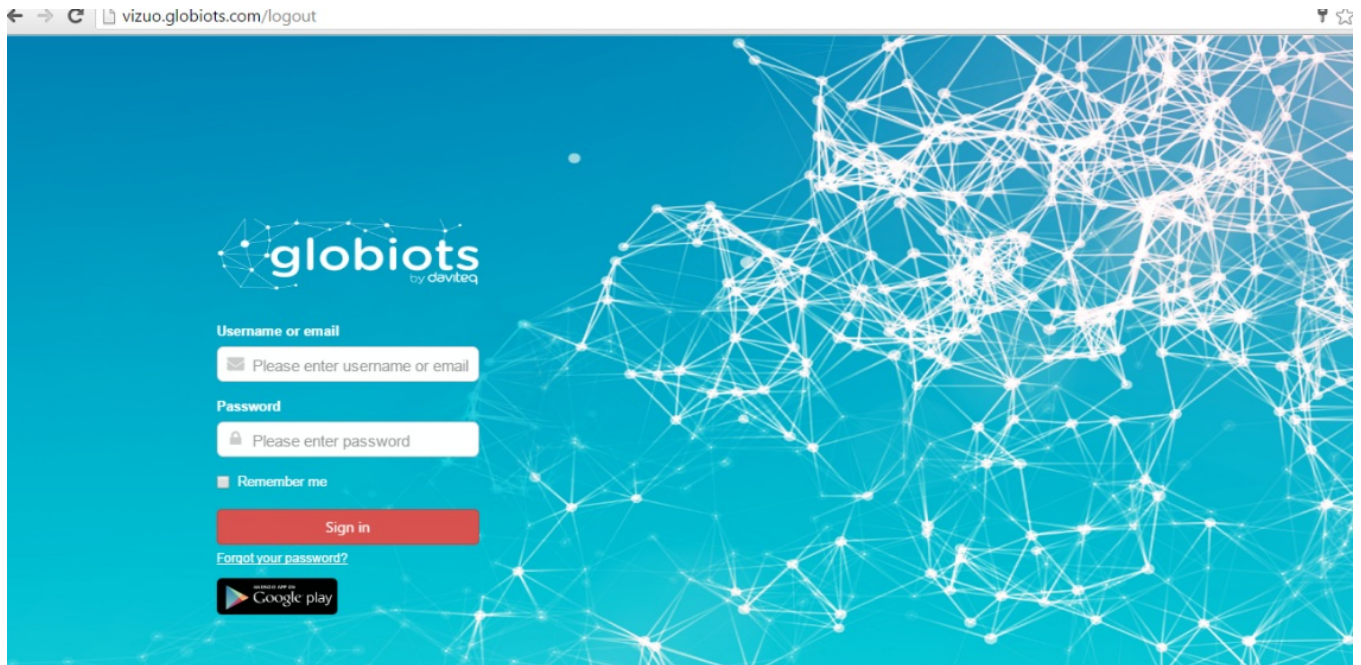 vizuo.globiots.com/logout
globiots
by daviteq
Username or email
Please enter username or email
Password
Please enter password
Remember me
Sign in
Forgot your password?
Google play